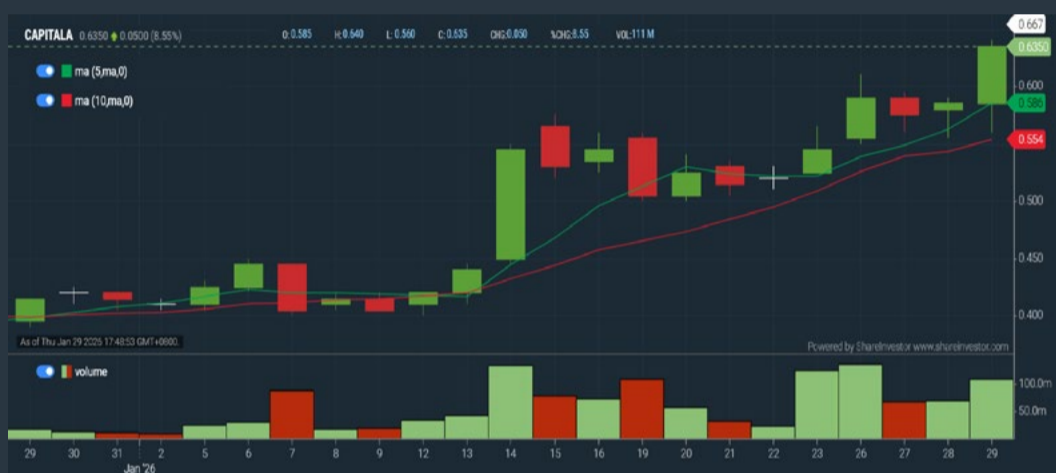 0.667
CAPITALA 0.6350 0.0500 (8.55%) O: 0.585 H: 0.640 L: 0.560 C: 0.635 CHG:0.050 %CHG:8.55 VOL:111 M
0.6350
ma (5,ma,0)
0.600
0.586
ma (10,ma,0)
0.554
0.500
0.450
0.400
As of Thu Jan 29 2025 17:48:53 GMT+0800.
Powered by ShareInvestor www.shareinvestor.com
volume
100.0m
50.0m
29 30 31 2 5 6 7 8 9 12 13 14 15 16 19 20 21 22 23 26 27 28 29
Jan '26